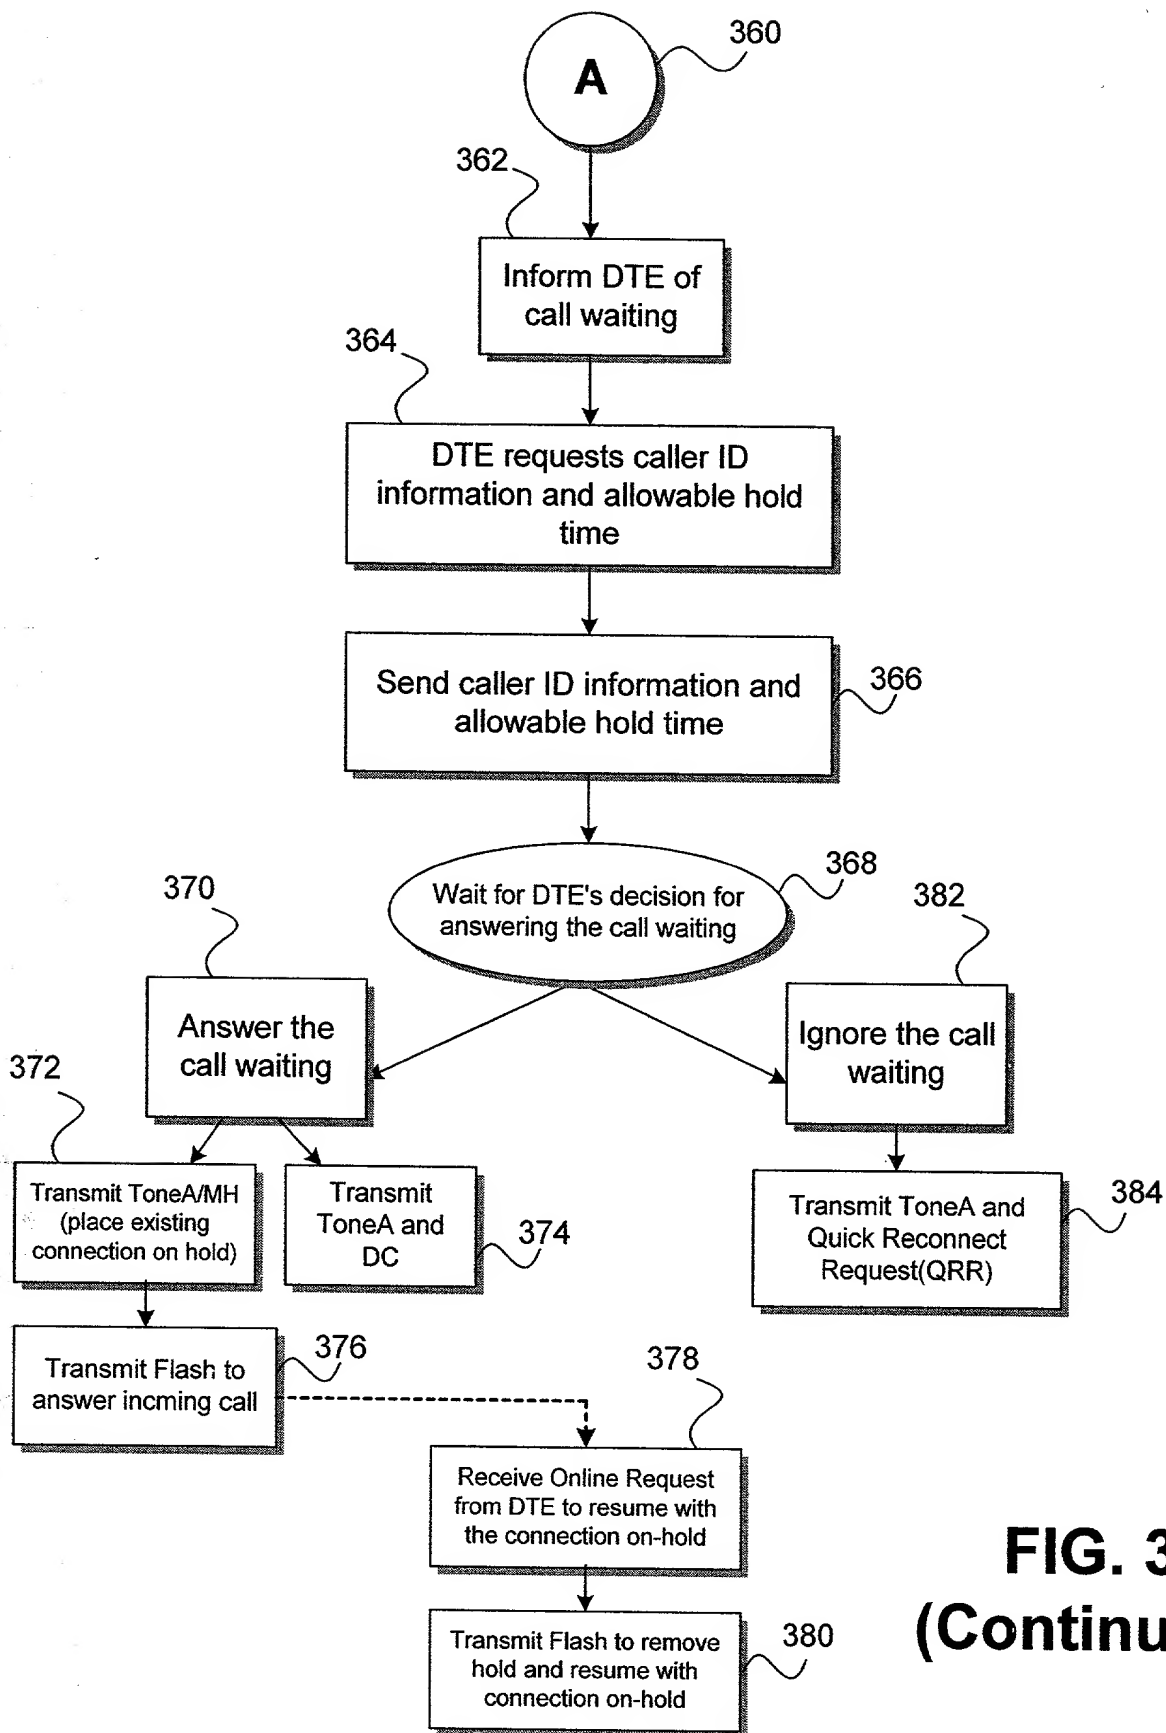 360
A
362
Inform DTE of
call waiting
364
DTE requests caller ID
information and allowable hold
time
Send caller ID information and
allowable hold time
366
368
Wait for DTE's decision for
answering the call waiting
370
382
Answer the
call waiting
Ignore the call
waiting
372
Transmit ToneA/MH
(place existing
connection on hold)
Transmit
ToneA and
DC
374
Transmit ToneA and
Quick Reconnect
Request(QRR)
384
Transmit Flash to
answer incming call
376
378
Receive Online Request
from DTE to resume with
the connection on-hold
Transmit Flash to remove
hold and resume with
connection on-hold
380
FIG. 3
(Continu